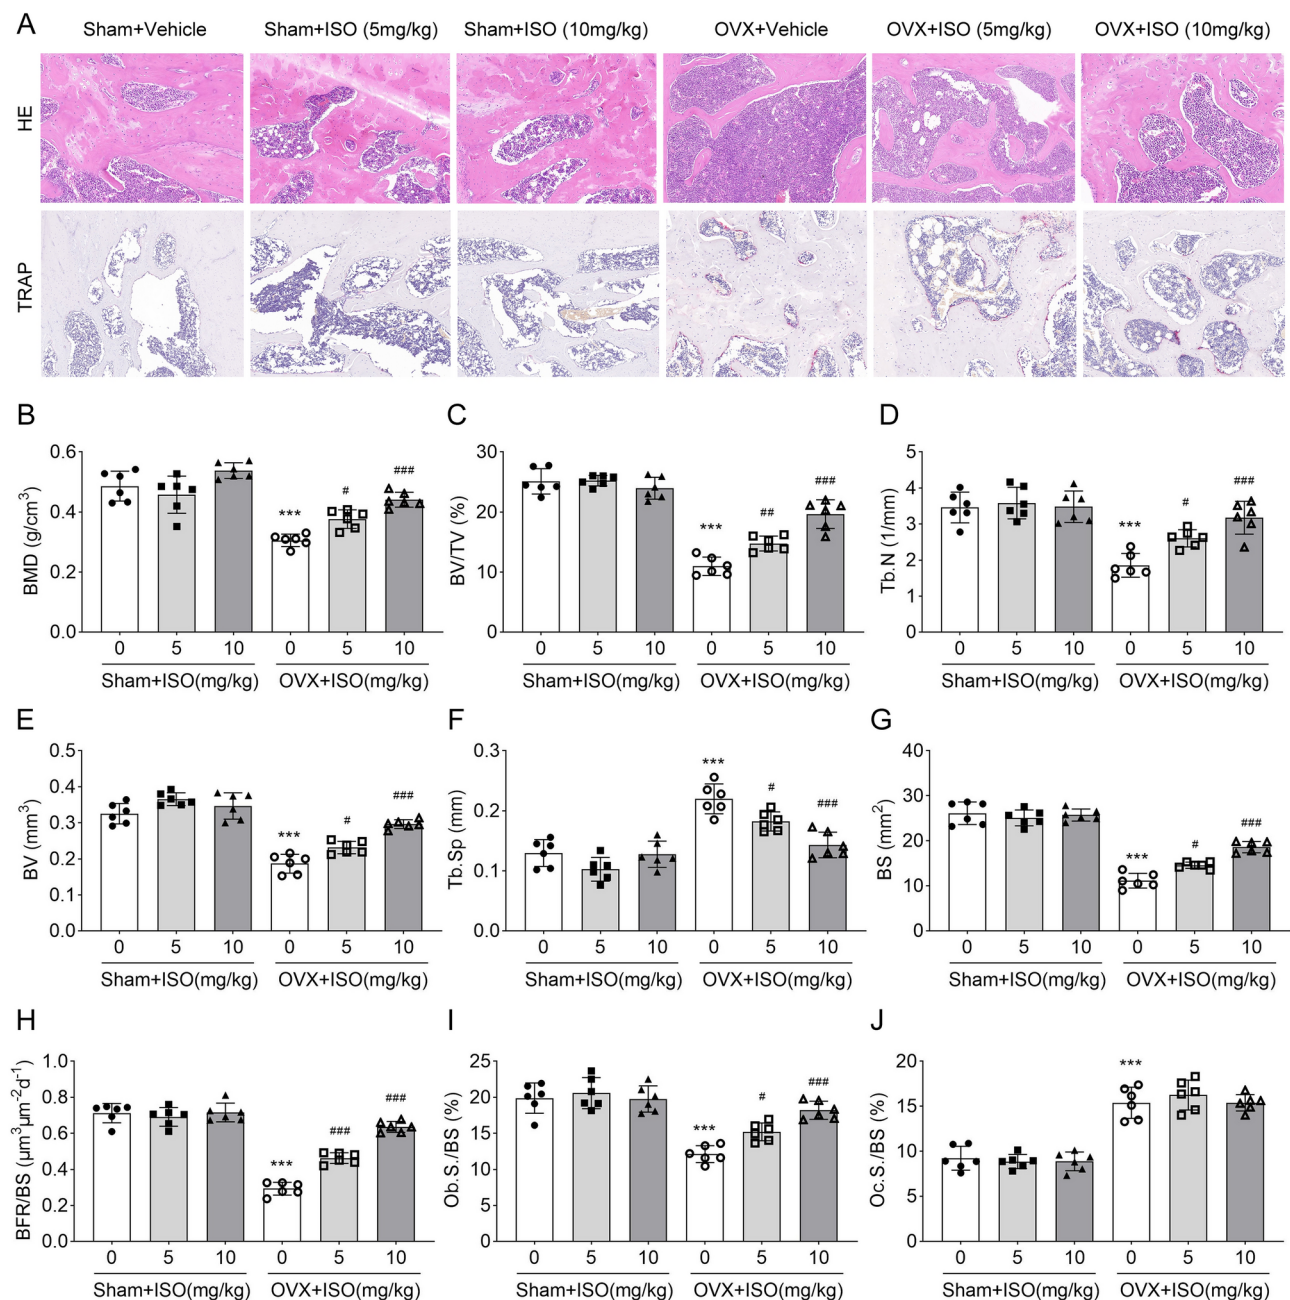 A
Sham+Vehicle Sham+ISO (5mg/kg) Sham+ISO (10mg/kg) OVX+Vehicle OVX+ISO (5mg/kg) OVX+ISO (10mg/kg)
HE
TRAP
B
BMD (g/cm³)
0.6
0.4
0.2
0.0
***
#
###
0 5 10 0 5 10
Sham+ISO(mg/kg) OVX+ISO(mg/kg)
C
BV/TV (%)
30
20
10
0
***
##
###
0 5 10 0 5 10
Sham+ISO(mg/kg) OVX+ISO(mg/kg)
D
Tb.N (1/mm)
5
4
3
2
1
0
***
#
###
0 5 10 0 5 10
Sham+ISO(mg/kg) OVX+ISO(mg/kg)
E
BV (mm³)
0.5
0.4
0.3
0.2
0.1
0.0
***
#
###
0 5 10 0 5 10
Sham+ISO(mg/kg) OVX+ISO(mg/kg)
F
Tb.Sp (mm)
0.3
0.2
0.1
0.0
***
#
###
0 5 10 0 5 10
Sham+ISO(mg/kg) OVX+ISO(mg/kg)
G
BS (mm²)
40
30
20
10
0
***
#
###
0 5 10 0 5 10
Sham+ISO(mg/kg) OVX+ISO(mg/kg)
H
BFR/BS (μm³μm⁻²d⁻¹)
1.0
0.8
0.6
0.4
0.2
0.0
***
###
###
0 5 10 0 5 10
Sham+ISO(mg/kg) OVX+ISO(mg/kg)
I
Ob.S./BS (%)
25
20
15
10
5
0
***
#
###
0 5 10 0 5 10
Sham+ISO(mg/kg) OVX+ISO(mg/kg)
J
Oc.S./BS (%)
20
15
10
5
0
***
0 5 10 0 5 10
Sham+ISO(mg/kg) OVX+ISO(mg/kg)